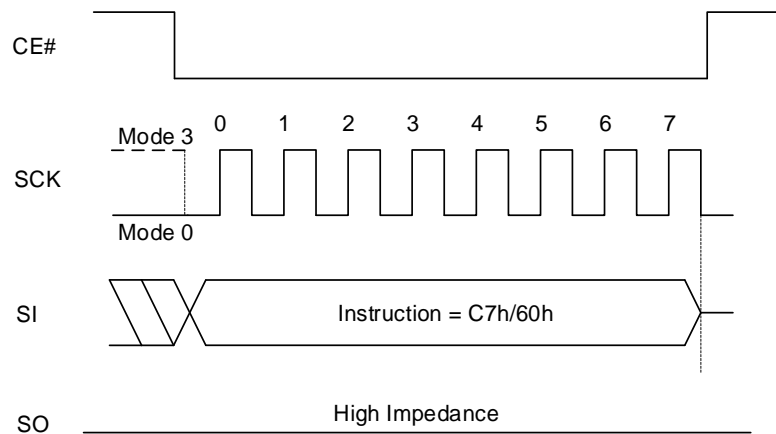 CE#
Mode 3
0 1 2 3 4 5 6 7
SCK
Mode 0
SI
Instruction = C7h/60h
SO
High Impedance